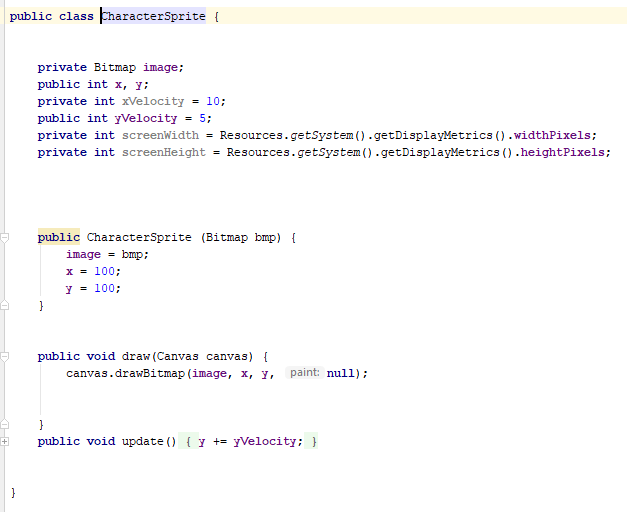 public class CharacterSprite {
private Bitmap image;
public int x, y;
private int xVelocity = 10;
public int yVelocity = 5;
private int screenWidth = Resources.getSystem().getDisplayMetrics().widthPixels;
private int screenHeight = Resources.getSystem().getDisplayMetrics().heightPixels;
public CharacterSprite (Bitmap bmp) {
image = bmp;
x = 100;
y = 100;
}
public void draw(Canvas canvas) {
canvas.drawBitmap(image, x, y, paint: null);
}
public void update() { y += yVelocity; }
}